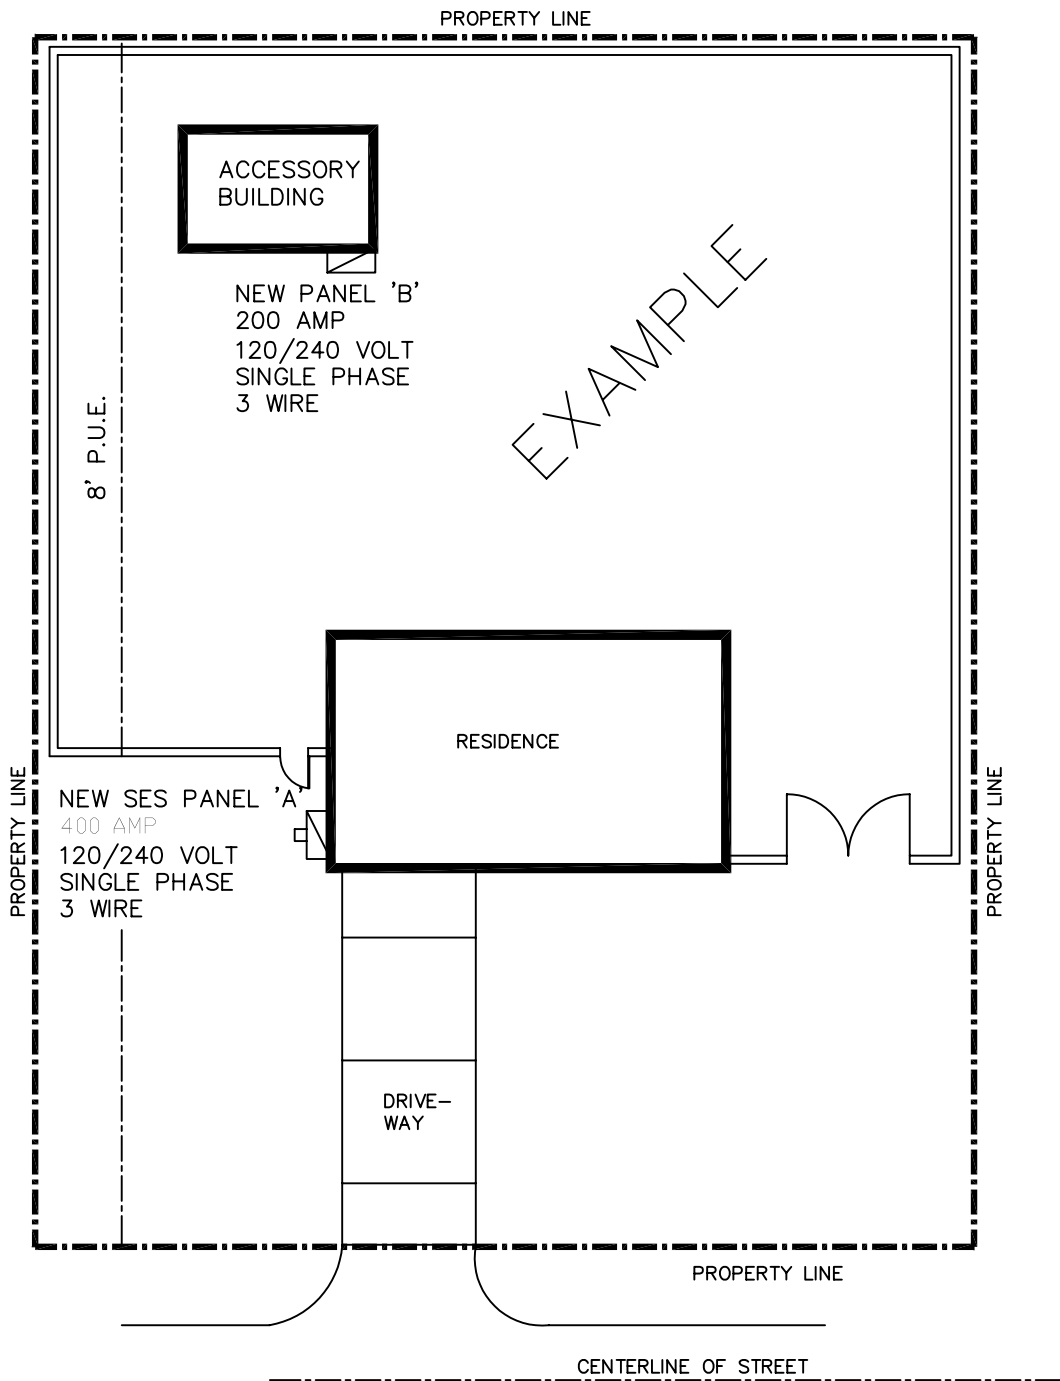 PROPERTY LINE
ACCESSORY
BUILDING
NEW PANEL 'B'
200 AMP
120/240 VOLT
SINGLE PHASE
3 WIRE
EXAMPLE
8' P.U.E.
RESIDENCE
PROPERTY LINE
NEW SES PANEL 'A'
400 AMP
120/240 VOLT
SINGLE PHASE
3 WIRE
PROPERTY LINE
DRIVE-
WAY
PROPERTY LINE
CENTERLINE OF STREET